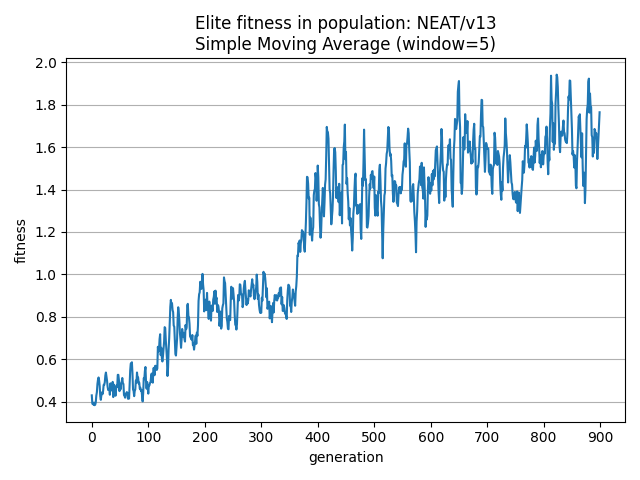 Elite fitness in population: NEAT/v13
Simple Moving Average (window=5)
fitness
2.0
1.8
1.6
1.4
1.2
1.0
0.8
0.6
0.4
0 100 200 300 400 500 600 700 800 900
generation